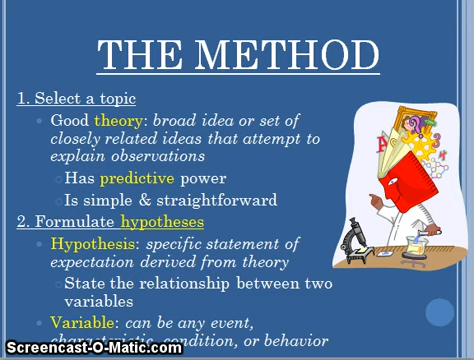 THE METHOD
1. Select a topic
Good theory: broad idea or set of
closely related ideas that attempt to
explain observations
Has predictive power
Is simple & straightforward
2. Formulate hypotheses
Hypothesis: specific statement of
expectation derived from theory
State the relationship between two
variables
Variable: can be any event,
characteristic, condition, or behavior
Screencast-O-Matic.com
A
3